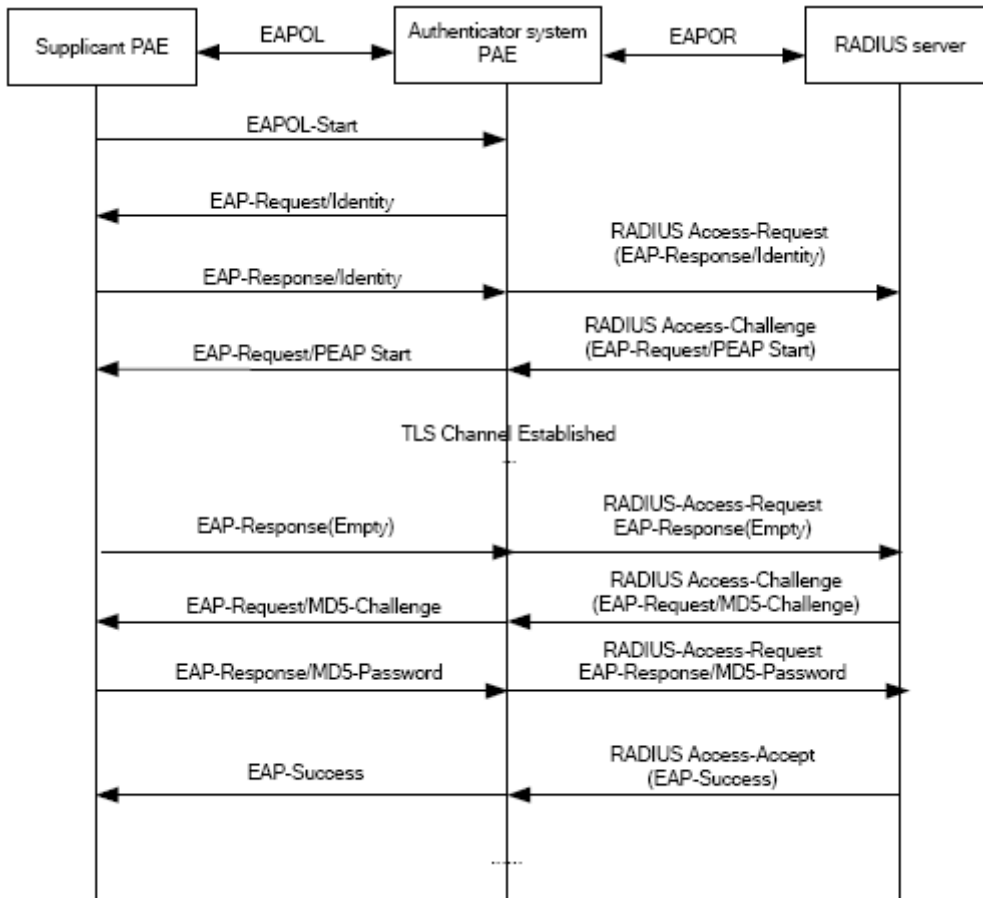 Supplicant PAE
EAPOL
Authenticator system
PAE
EAPOR
RADIUS server
EAPOL-Start
EAP-Request/Identity
RADIUS Access-Request
(EAP-Response/Identity)
EAP-Response/Identity
RADIUS Access-Challenge
(EAP-Request/PEAP Start)
EAP-Request/PEAP Start
TLS Channel Established
RADIUS-Access-Request
EAP-Response(Empty)
EAP-Response(Empty)
RADIUS Access-Challenge
(EAP-Request/MD5-Challenge)
EAP-Request/MD5-Challenge
RADIUS-Access-Request
EAP-Response/MD5-Password
EAP-Response/MD5-Password
RADIUS Access-Accept
(EAP-Success)
EAP-Success